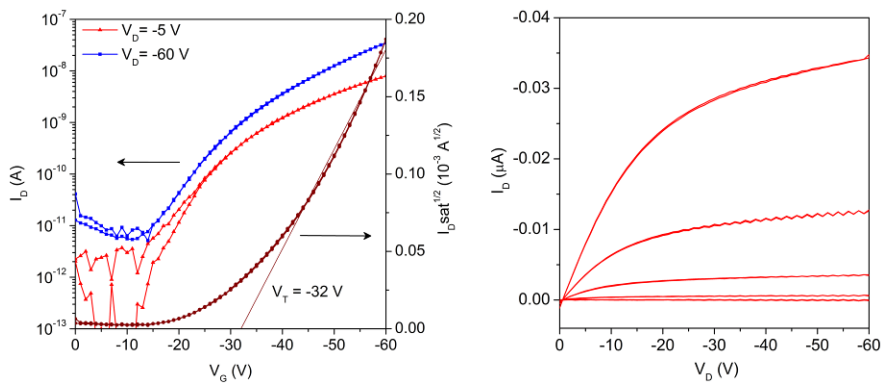 V_D = -5 V
V_D= -60 V
V_T = -32 V
10⁻⁷
10⁻⁸
10⁻⁹
10⁻¹⁰
10⁻¹¹
10⁻¹²
10⁻¹³
I_D (A)
0 -10 -20 -30 -40 -50 -60
V_G (V)
0.20
0.15
0.10
0.05
0.00
I_Dsat^1/2 (10⁻³ A^1/2)
-0.04
-0.03
-0.02
-0.01
0.00
I_D (µA)
0 -10 -20 -30 -40 -50 -60
V_D (V)